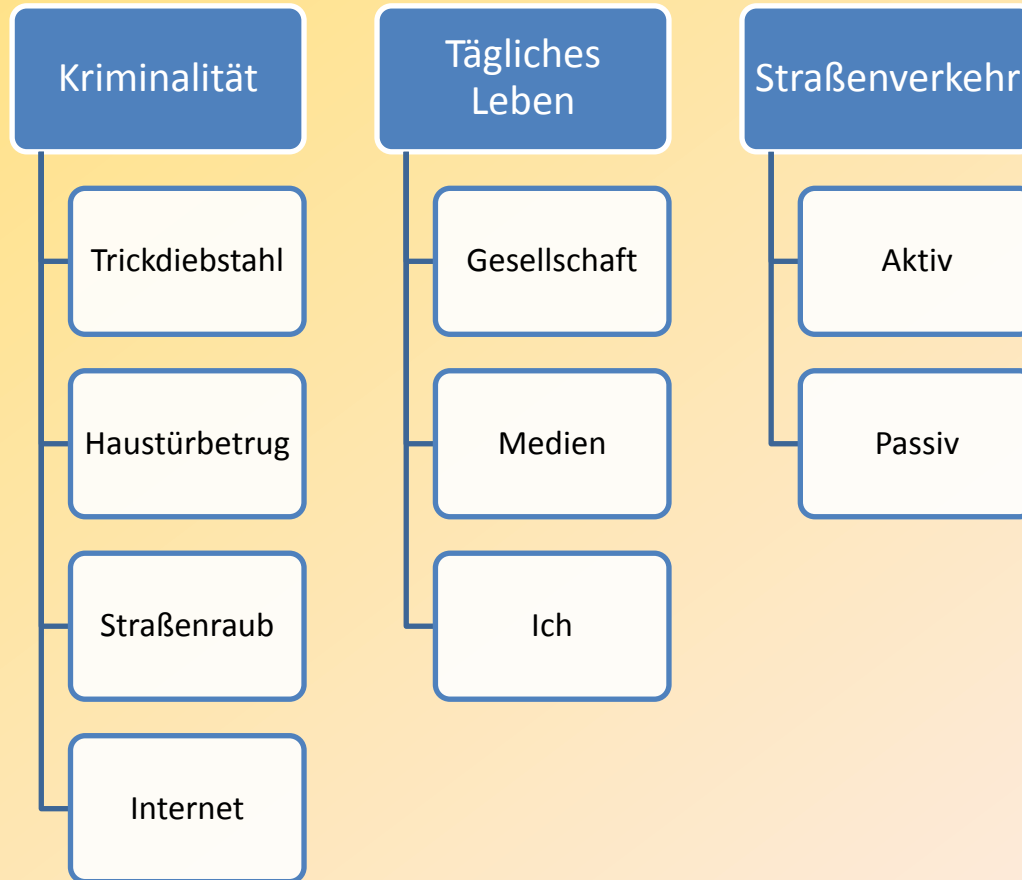 Kriminalität
Trickdiebstahl
Haustürbetrug
Straßenraub
Internet
Tägliches
Leben
Gesellschaft
Medien
Ich
Straßenverkehr
Aktiv
Passiv